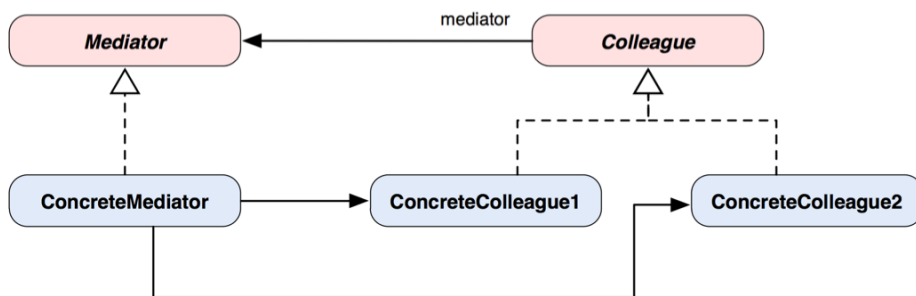 mediator
Mediator
Colleague
ConcreteMediator
ConcreteColleague1
ConcreteColleague2